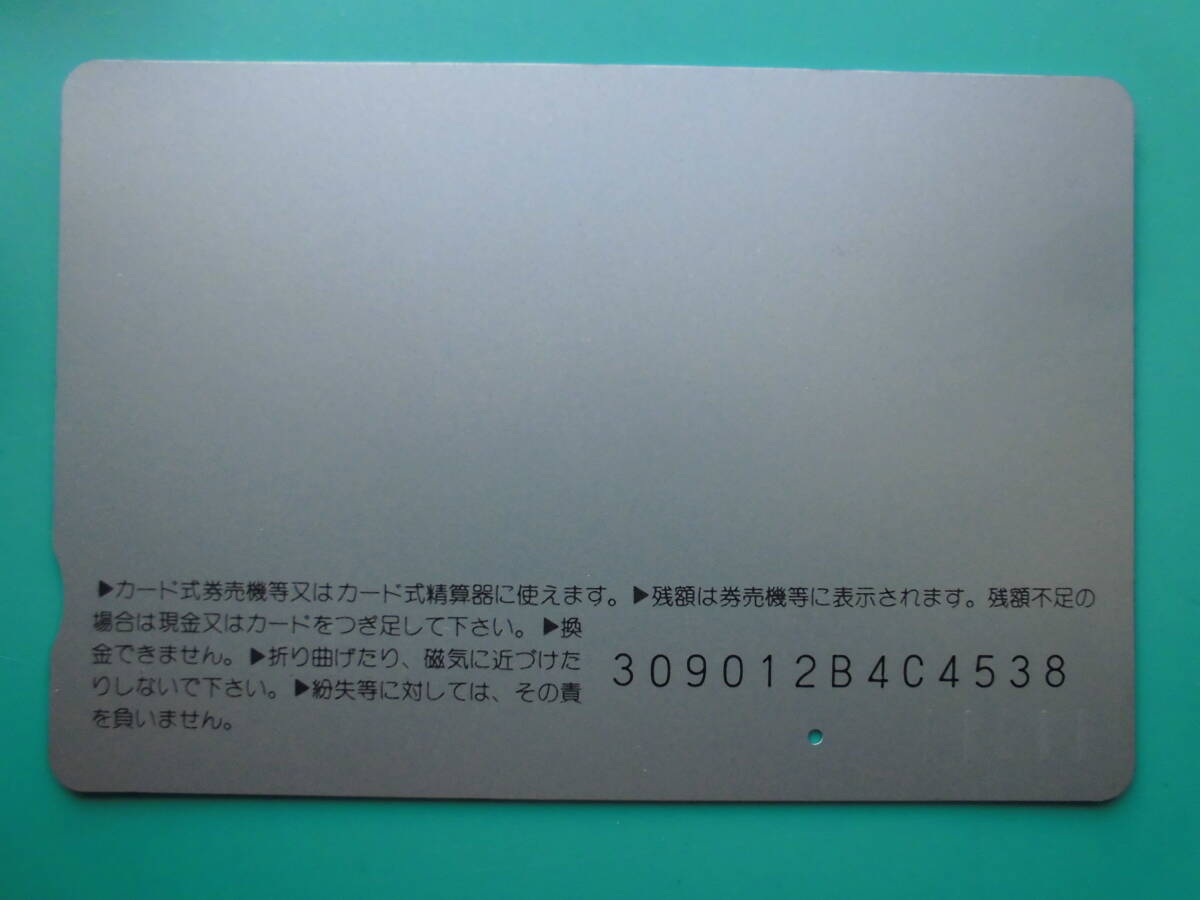 ▶カード式券売機等又はカード式精算器に使えます。▶残額は券売機等に表示されます。残額不足の
場合は現金又はカードをつぎ足して下さい。▶換
金できません。▶折り曲げたり、磁気に近づけた
りしないで下さい。▶紛失等に対しては、その責
を負いません。
309012B4C4538